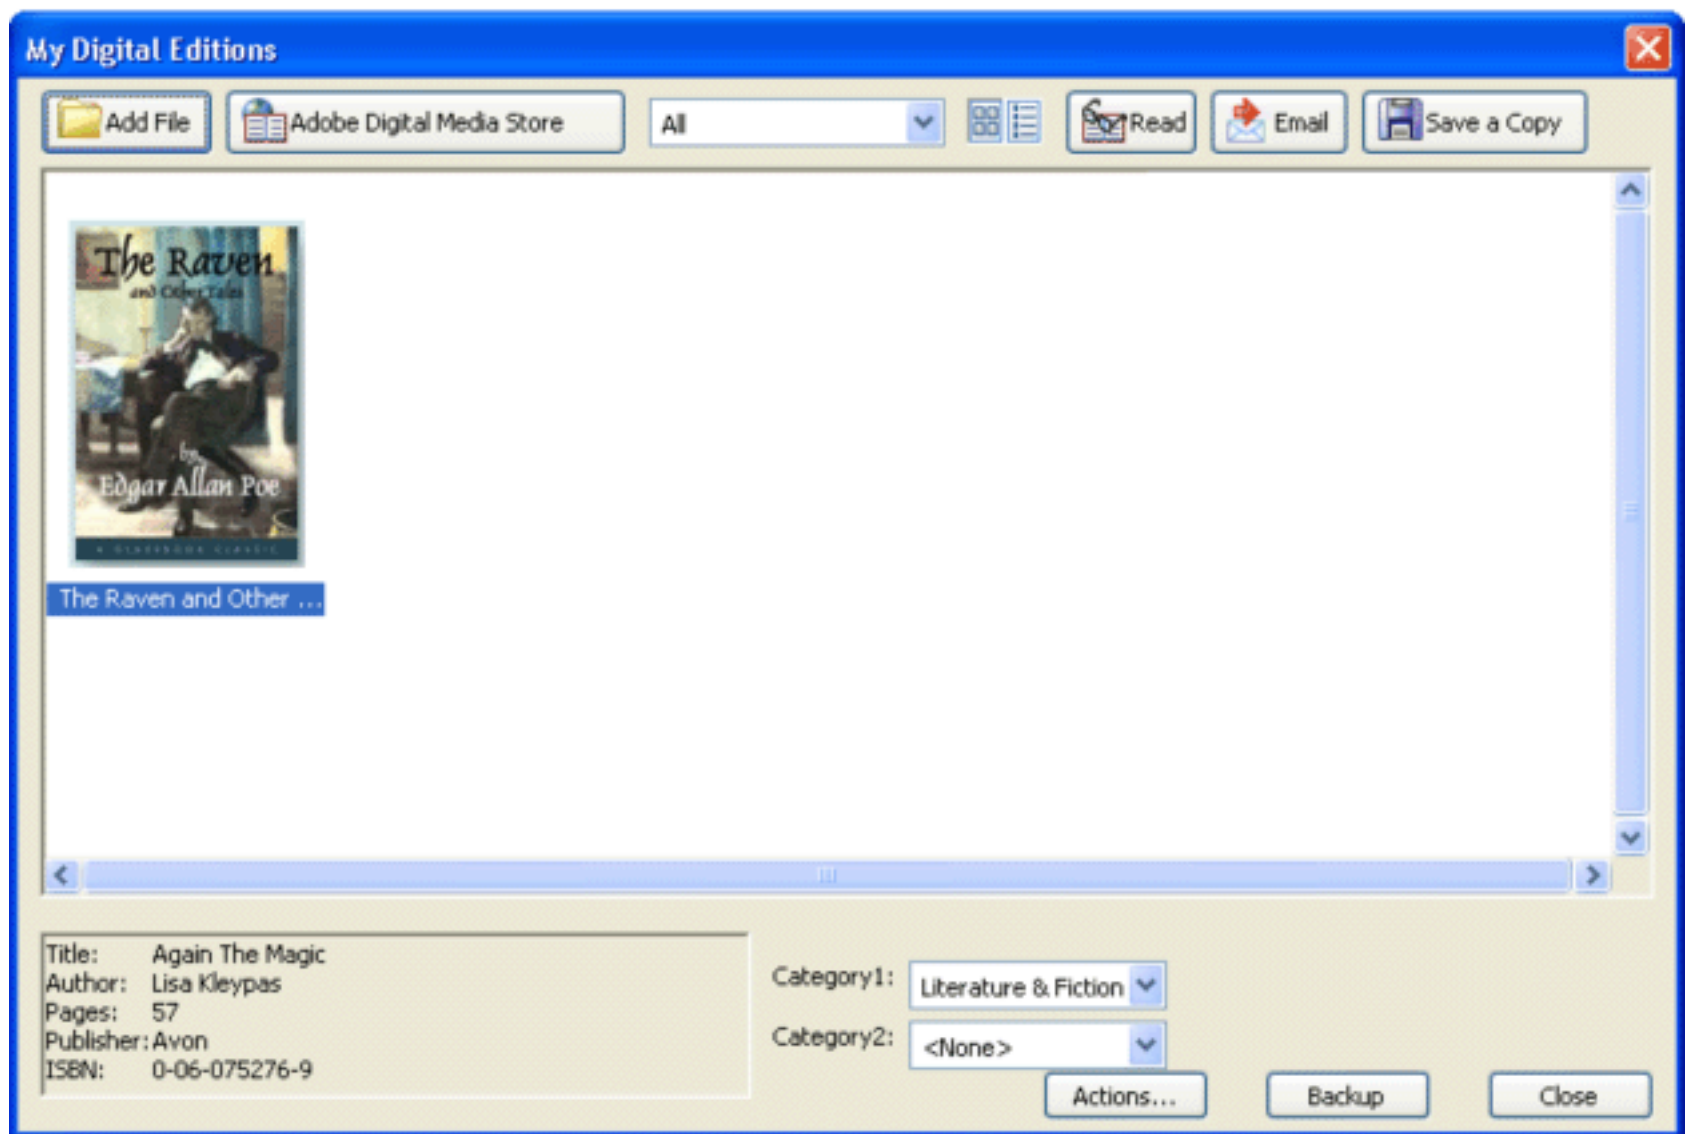 My Digital Editions
Add File
Adobe Digital Media Store
All
Read
Email
Save a Copy
The Raven
and Other Tales
by
Edgar Allan Poe
A GLASSBOOK CLASSIC
The Raven and Other ...
Title: Again The Magic
Author: Lisa Kleypas
Pages: 57
Publisher: Avon
ISBN: 0-06-075276-9
Category1: Literature & Fiction
Category2: <None>
Actions...
Backup
Close